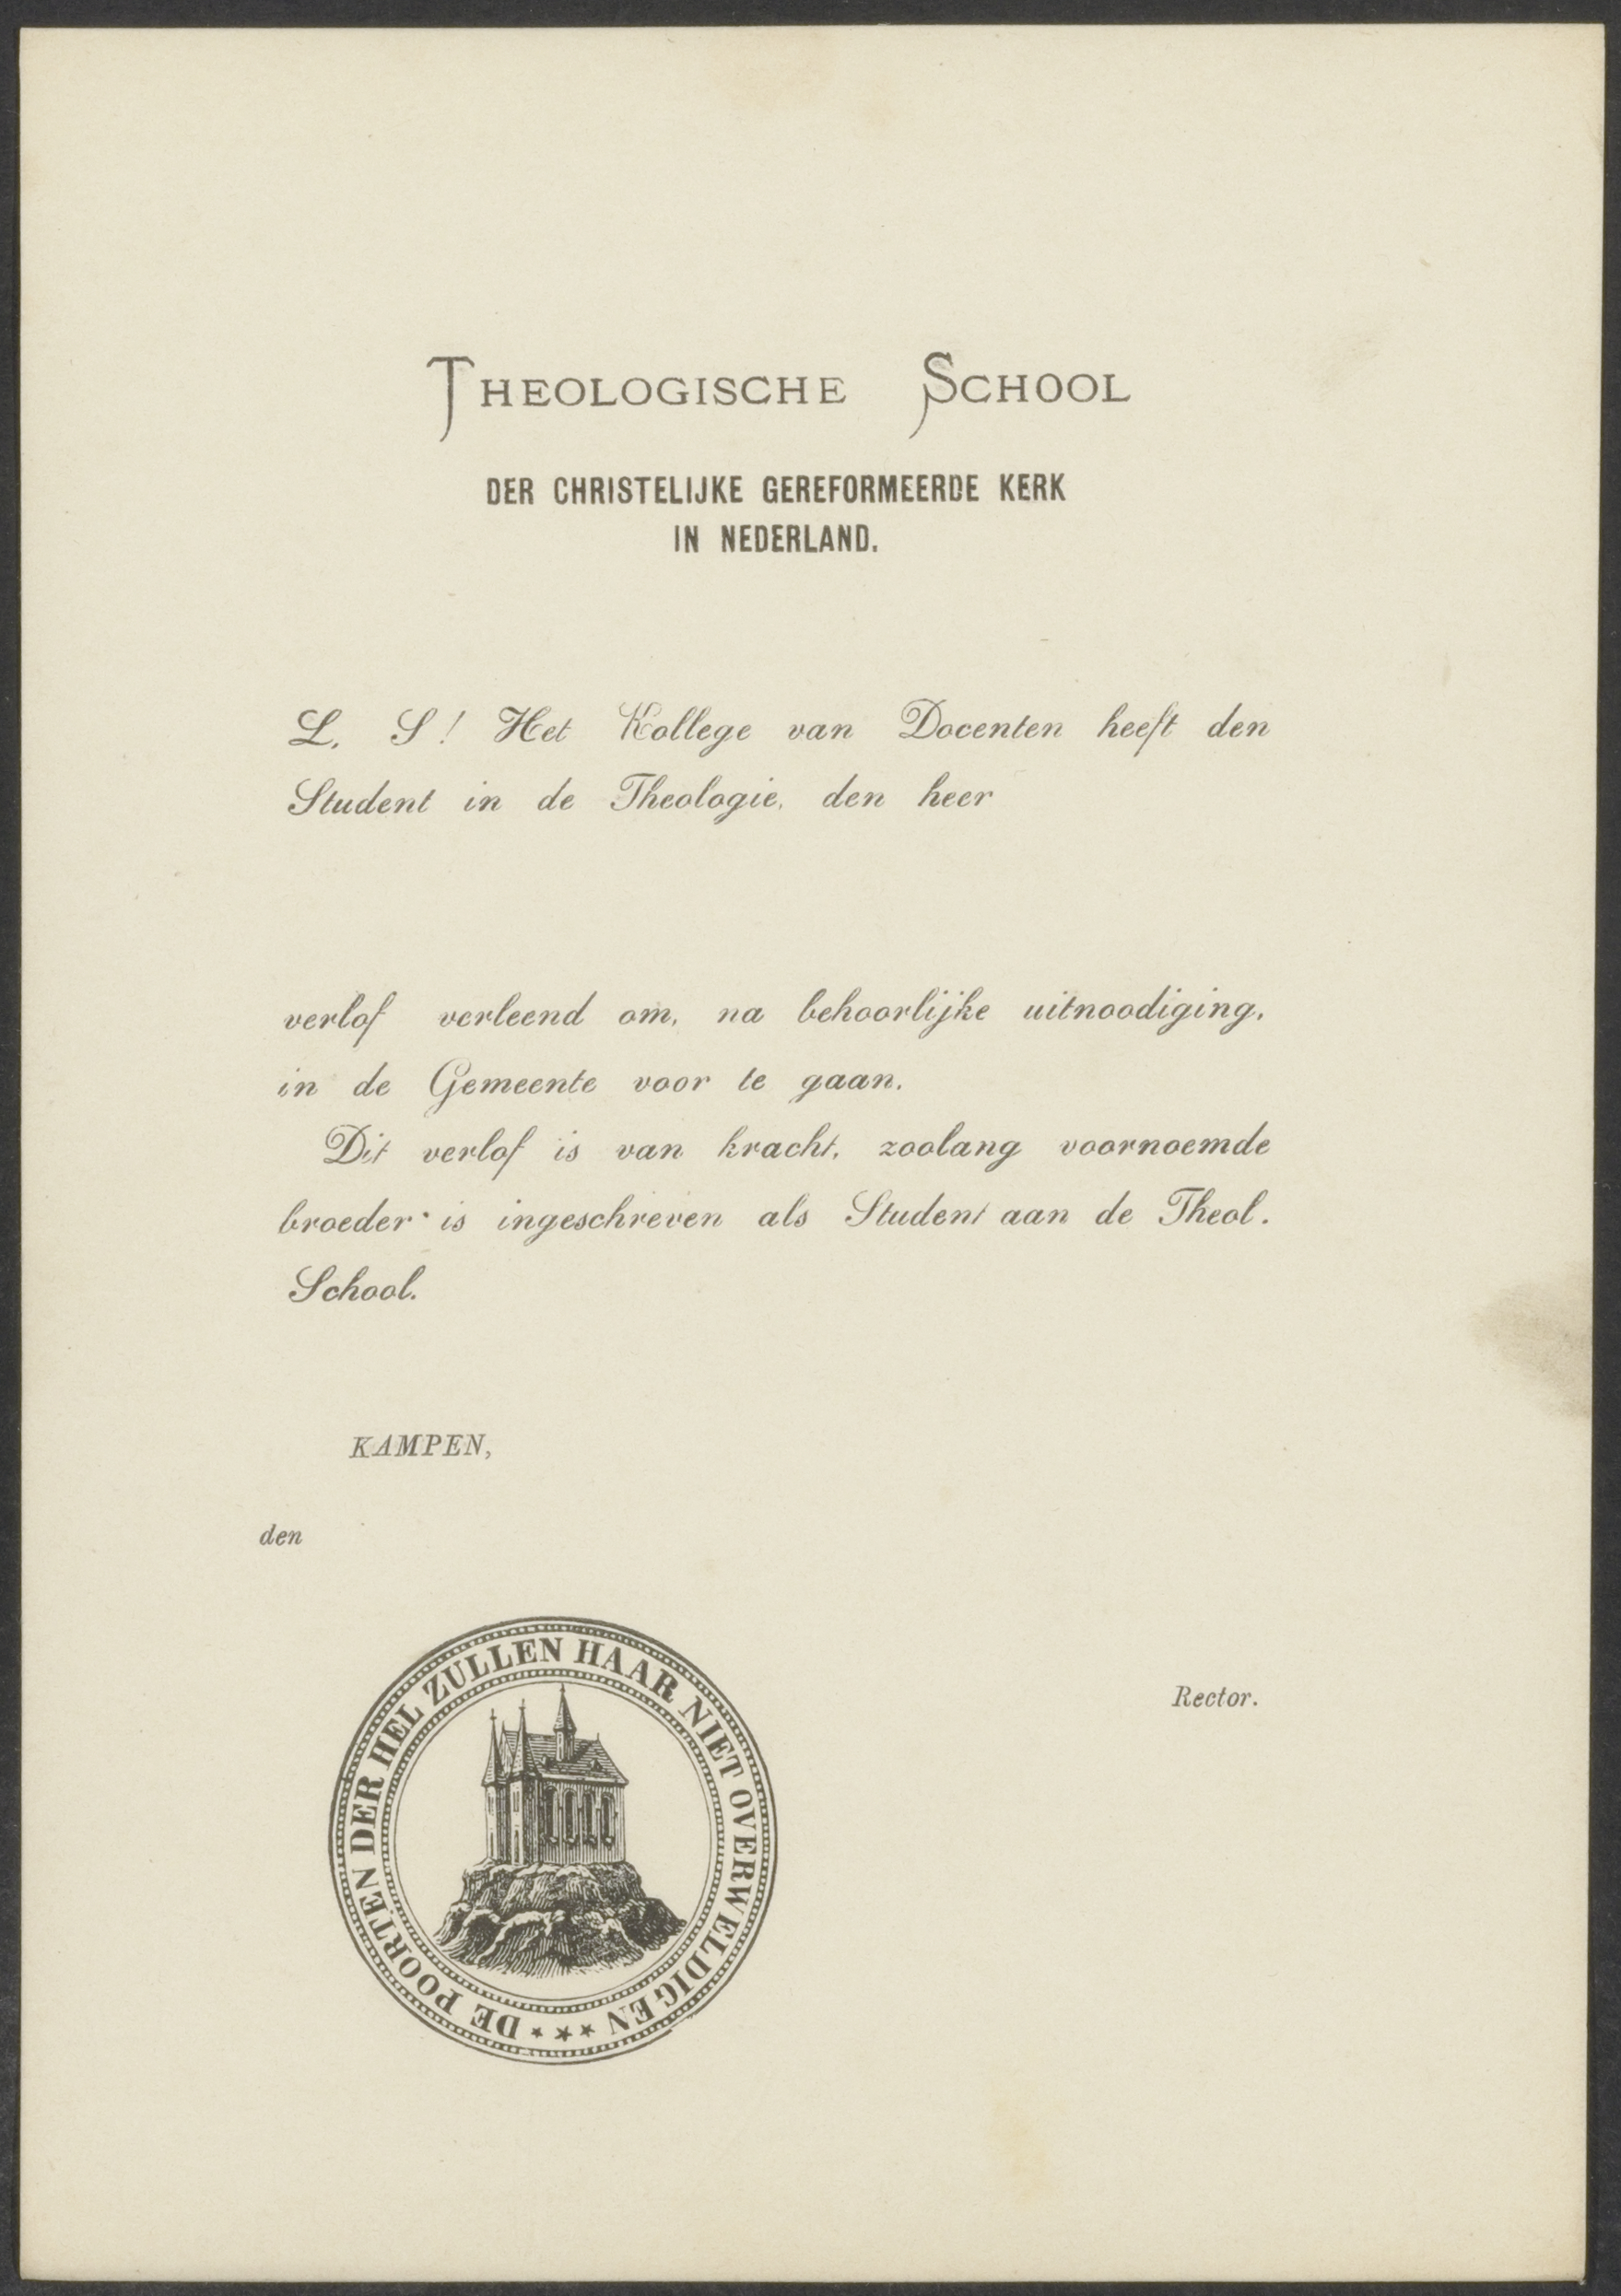 THEOLOGISCHE SCHOOL
DER CHRISTELIJKE GEREFORMEERDE KERK
IN NEDERLAND.
L. S! Het Kollege van Docenten heeft den
Student in de Theologie, den heer
verlof verleend om, na behoorlijke uitnoodiging,
in de Gemeente voor te gaan.
Dit verlof is van kracht, zoolang voornoemde
broeder is ingeschreven als Student aan de Theol.
School.
KAMPEN,
den
Rector.
DE POORTEN DER HEL ZULLEN HAAR NIET OVERWELDIGEN ***